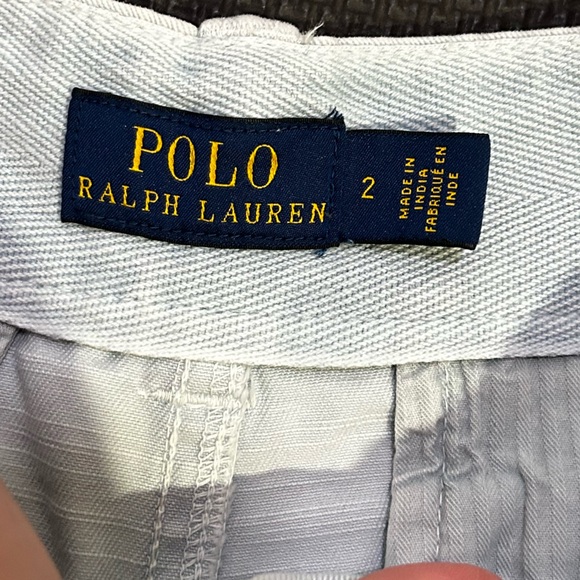 POLO
RALPH LAUREN
2
MADE IN
INDIA
FABRIQUÉ EN
INDE